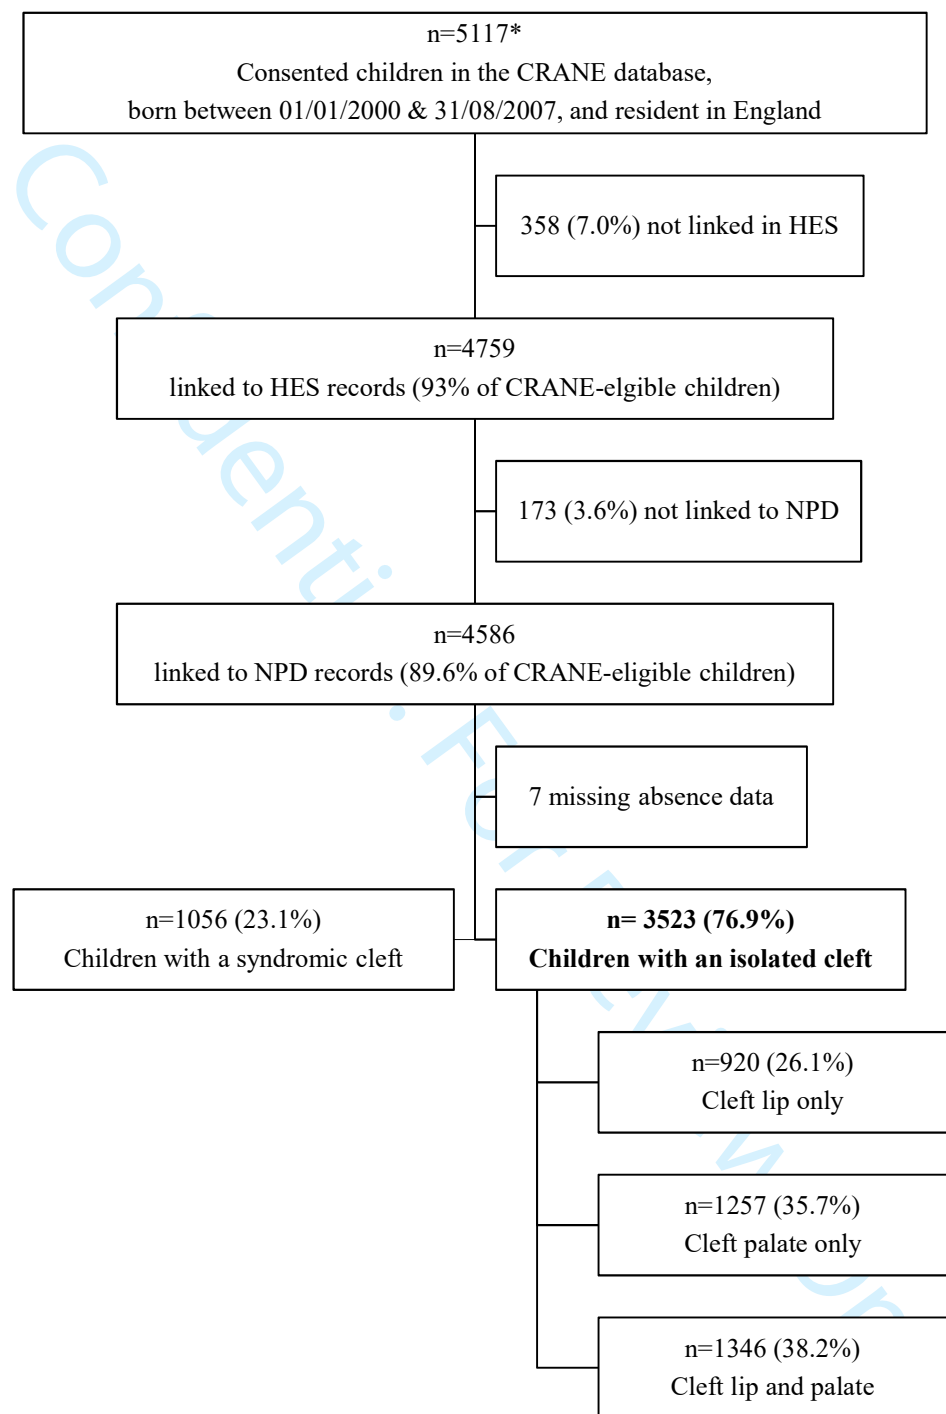 n=5117*
Consented children in the CRANE database,
born between 01/01/2000 & 31/08/2007, and resident in England
358 (7.0%) not linked in HES
n=4759
linked to HES records (93% of CRANE-elgible children)
173 (3.6%) not linked to NPD
n=4586
linked to NPD records (89.6% of CRANE-eligible children)
7 missing absence data
n=1056 (23.1%)
Children with a syndromic cleft
n= 3523 (76.9%)
Children with an isolated cleft
n=920 (26.1%)
Cleft lip only
n=1257 (35.7%)
Cleft palate only
n=1346 (38.2%)
Cleft lip and palate
Confidential: For Review Only